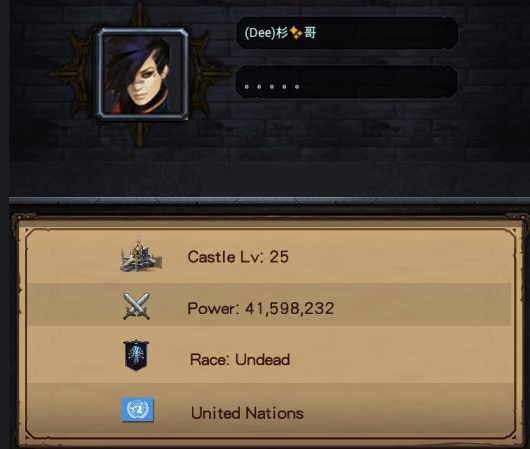 (Dee)杉✨哥
。。。。。
Castle Lv: 25
Power: 41,598,232
Race: Undead
United Nations